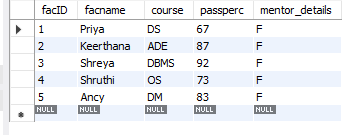 facID facname course passperc mentor_details
1 Priya DS 67 F
2 Keerthana ADE 87 F
3 Shreya DBMS 92 F
4 Shruthi OS 73 F
5 Ancy DM 83 F
NULL NULL NULL NULL NULL